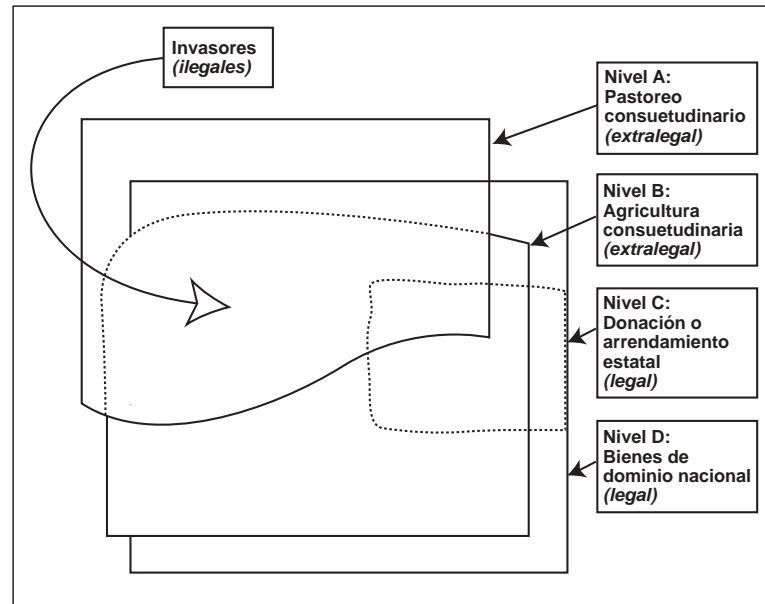 Invasores
(ilegales)
Nivel A:
Pastoreo
consuetudinario
(extralegal)
Nivel B:
Agricultura
consuetudinaria
(extralegal)
Nivel C:
Donación o
arrendamiento
estatal
(legal)
Nivel D:
Bienes de
dominio nacional
(legal)